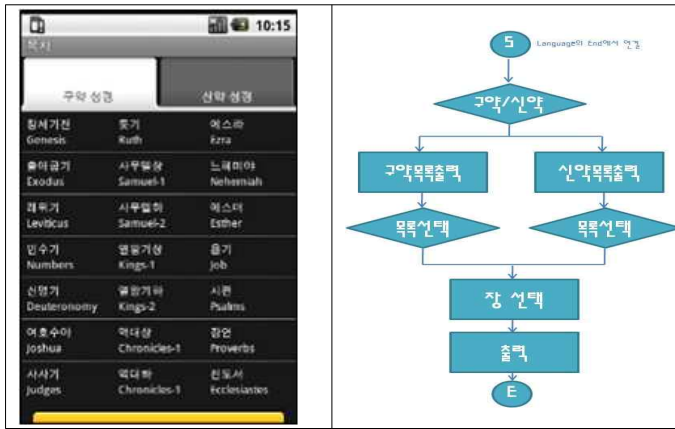 10:15
목차
구약 성경 신약 성경
창세기전 룻기 에스라
Genesis Ruth Ezra
출애굽기 사무엘상 느헤미야
Exodus Samuel-1 Nehemiah
레위기 사무엘하 에스더
Leviticus Samuel-2 Esther
민수기 열왕기상 욥기
Numbers Kings-1 Job
신명기 열왕기하 시편
Deuteronomy Kings-2 Psalms
여호수아 역대상 잠언
Joshua Chronicles-1 Proverbs
사사기 역대하 전도서
Judges Chronicles-1 Ecclesiastes
S
Language의 End에서 연결
구약/신약
구약목록출력 신약목록출력
목록선택 목록선택
장 선택
출력
E